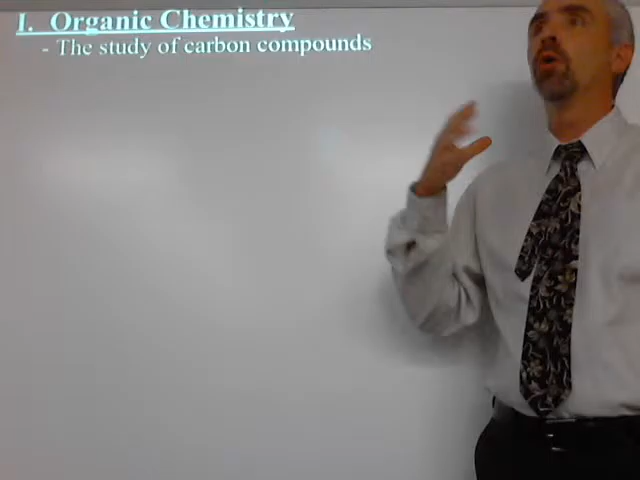 I. Organic Chemistry
- The study of carbon compounds